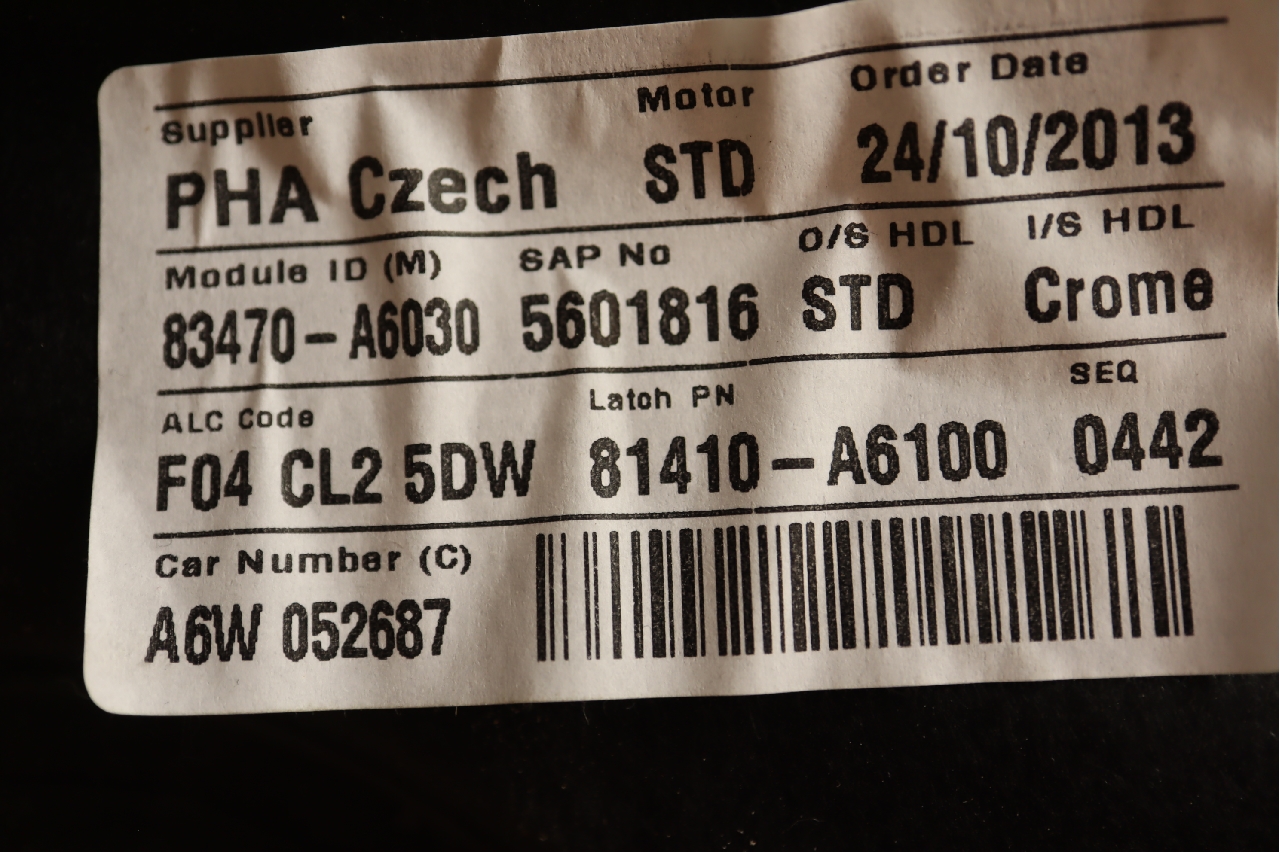 Supplier Motor Order Date
PHA Czech STD 24/10/2013
Module ID (M) SAP No O/S HDL I/S HDL
83470-A6030 5601816 STD Crome
ALC Code Latch PN SEQ
F04 CL2 5DW 81410-A6100 0442
Car Number (C)
A6W 052687